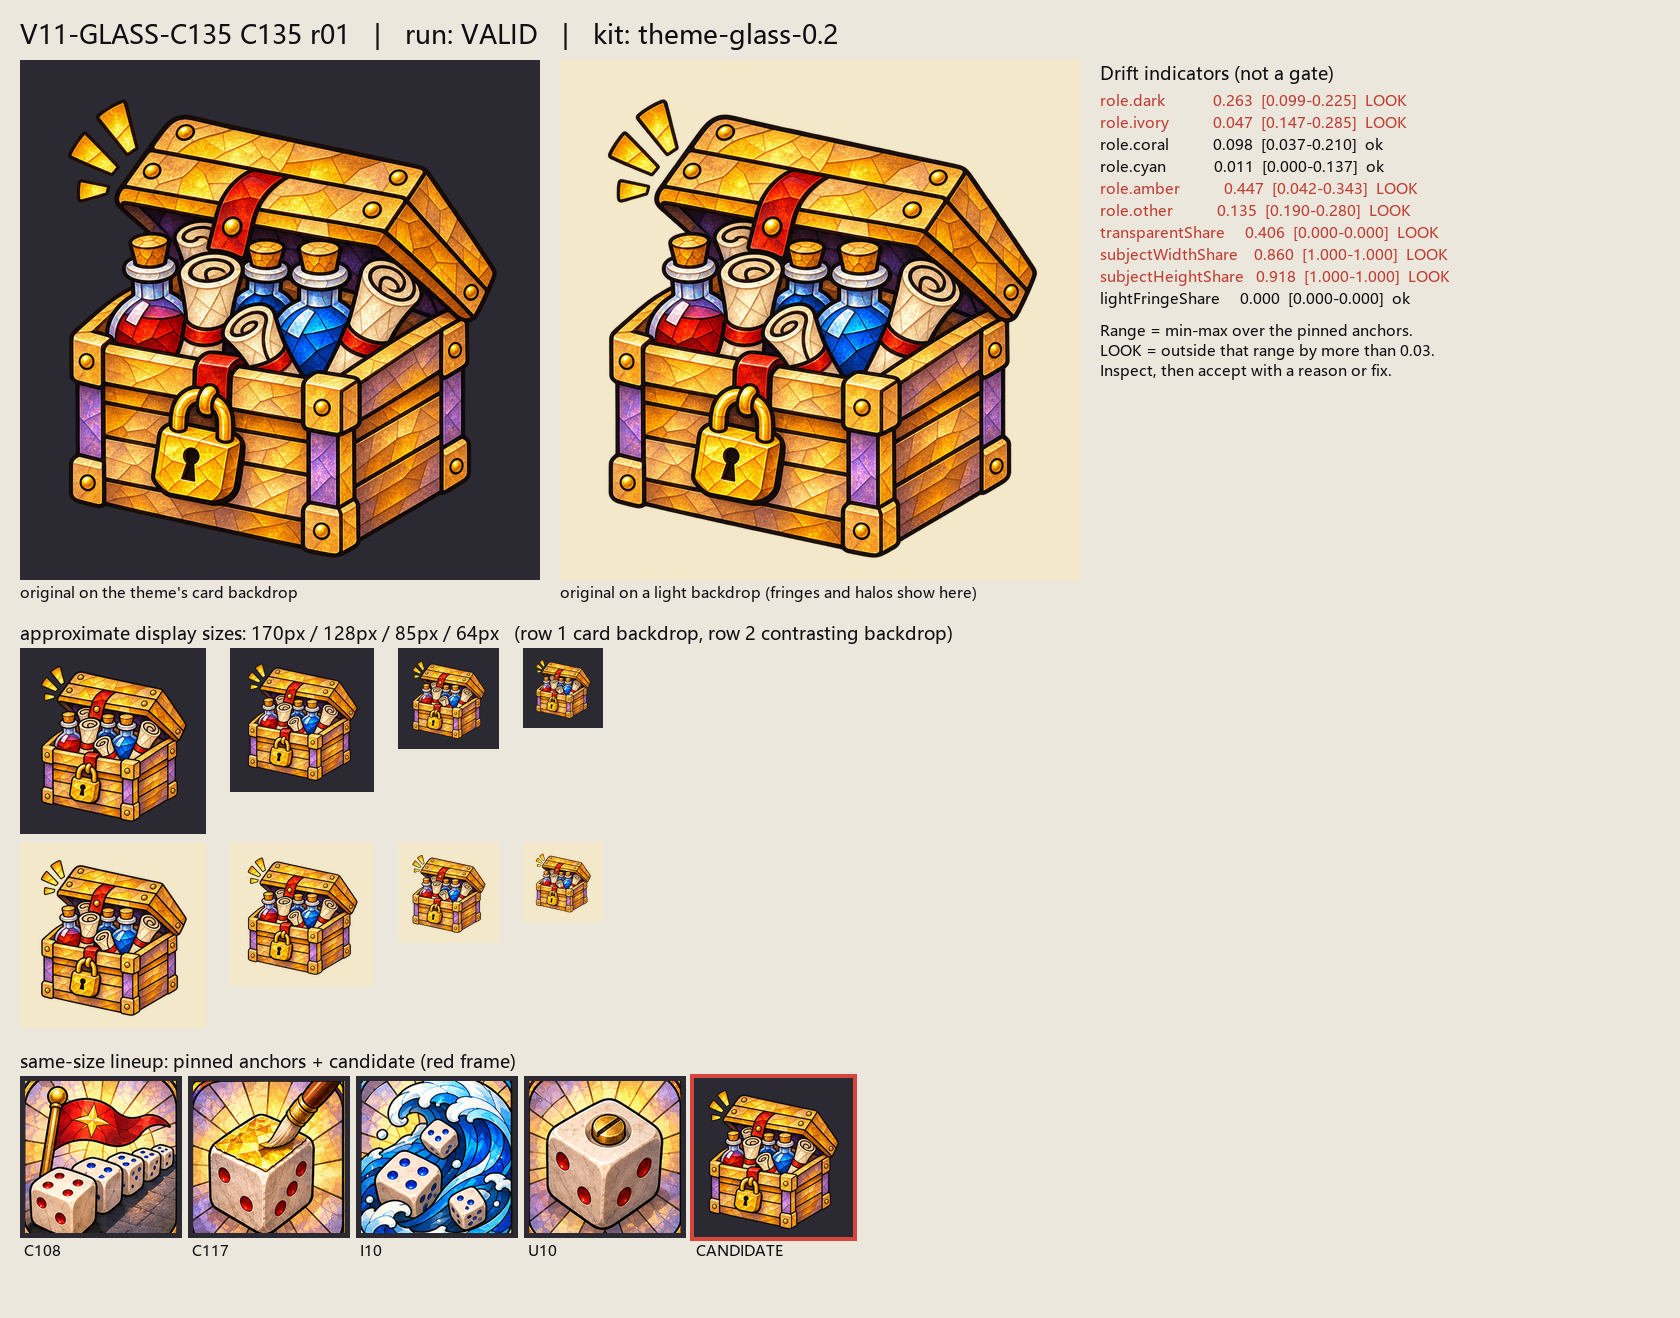 V11-GLASS-C135 C135 r01 | run: VALID | kit: theme-glass-0.2
Drift indicators (not a gate)
role.dark 0.263 [0.099-0.225] LOOK
role.ivory 0.047 [0.147-0.285] LOOK
role.coral 0.098 [0.037-0.210] ok
role.cyan 0.011 [0.000-0.137] ok
role.amber 0.447 [0.042-0.343] LOOK
role.other 0.135 [0.190-0.280] LOOK
transparentShare 0.406 [0.000-0.000] LOOK
subjectWidthShare 0.860 [1.000-1.000] LOOK
subjectHeightShare 0.918 [1.000-1.000] LOOK
lightFringeShare 0.000 [0.000-0.000] ok
Range = min-max over the pinned anchors.
LOOK = outside that range by more than 0.03.
Inspect, then accept with a reason or fix.
original on the theme's card backdrop
original on a light backdrop (fringes and halos show here)
approximate display sizes: 170px / 128px / 85px / 64px (row 1 card backdrop, row 2 contrasting backdrop)
same-size lineup: pinned anchors + candidate (red frame)
C108
C117
I10
U10
CANDIDATE